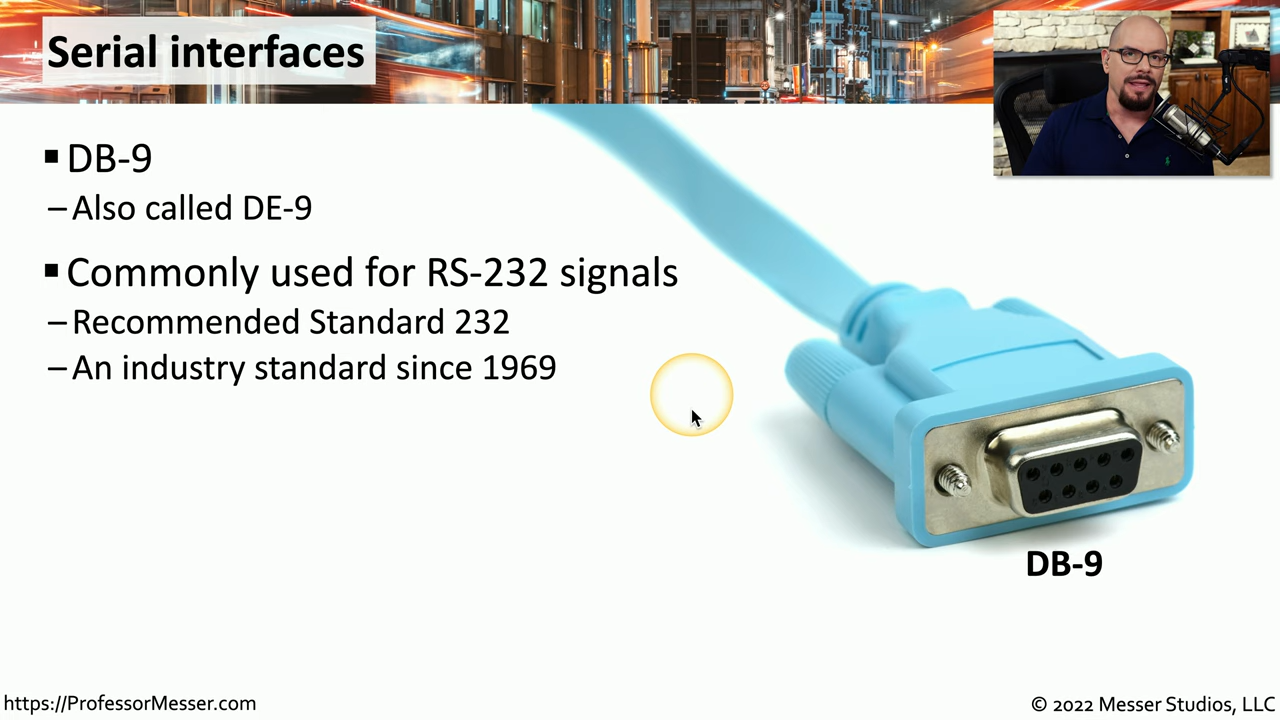 Serial interfaces
▪ DB-9
– Also called DE-9
▪ Commonly used for RS-232 signals
– Recommended Standard 232
– An industry standard since 1969
DB-9
https://ProfessorMesser.com
© 2022 Messer Studios, LLC